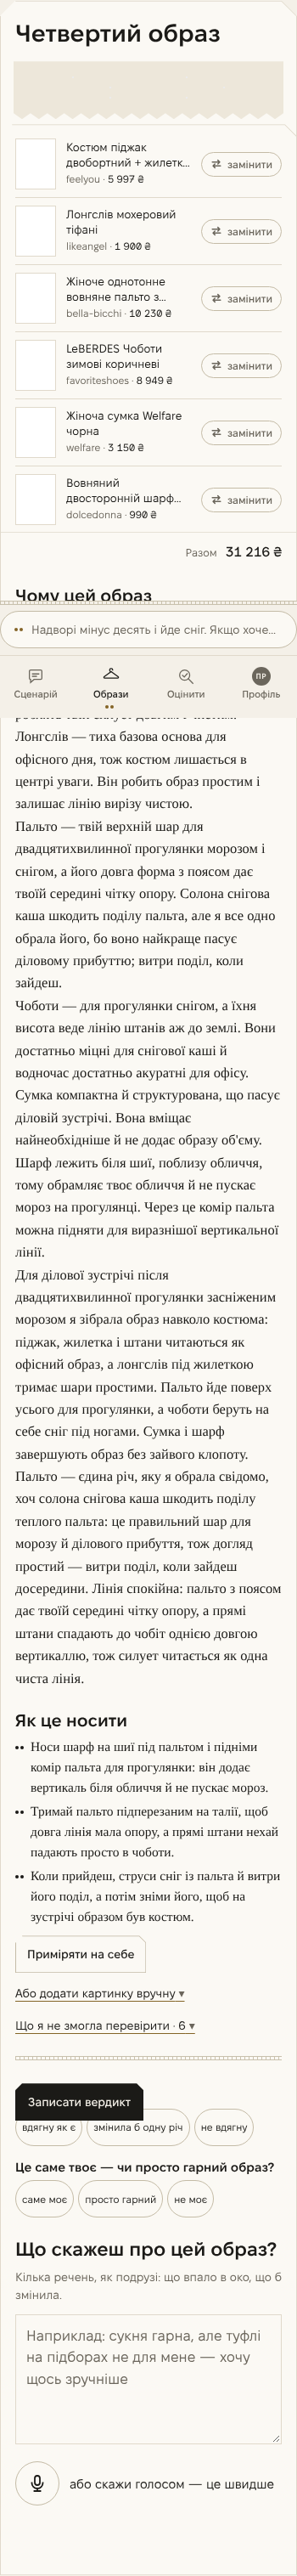 Четвертий образ
Костюм піджак
двобортний + жилетк...
feelyou · 5 997 ₴
замінити
Лонгслів мохеровий
тіфані
likeangel · 1 900 ₴
замінити
Жіноче однотонне
вовняне пальто з...
bella-bicchi · 10 230 ₴
замінити
LeBERDES Чоботи
зимові коричневі
favoriteshoes · 8 949 ₴
замінити
Жіноча сумка Welfare
чорна
welfare · 3 150 ₴
замінити
Вовняний
двосторонній шарф...
dolcedonna · 990 ₴
замінити
Разом 31 216 ₴
Чому цей образ
Надворі мінус десять і йде сніг. Якщо хоче...
Сценарій
Образи
Оцінити
ПР
Профіль
Лонгслів — тиха базова основа для
офісного дня, тож костюм лишається в
центрі уваги. Він робить образ простим і
залишає лінію вирізу чистою.
Пальто — твій верхній шар для
двадцятихвилинної прогулянки морозом і
снігом, а його довга форма з поясом дає
твоїй середині чітку опору. Солона снігова
каша шкодить поділу пальта, але я все одно
обрала його, бо воно найкраще пасує
діловому прибуттю; витри поділ, коли
зайдеш.
Чоботи — для прогулянки снігом, а їхня
висота веде лінію штанів аж до землі. Вони
достатньо міцні для снігової каші й
водночас достатньо акуратні для офісу.
Сумка компактна й структурована, що пасує
діловій зустрічі. Вона вміщає
найнеобхідніше й не додає образу об'єму.
Шарф лежить біля шиї, поблизу обличчя,
тому обрамляє твоє обличчя й не пускає
мороз на прогулянці. Через це комір пальта
можна підняти для виразнішої вертикальної
лінії.
Для ділової зустрічі після
двадцятихвилинної прогулянки засніженим
морозом я зібрала образ навколо костюма:
піджак, жилетка і штани читаються як
офісний образ, а лонгслів під жилеткою
тримає шари простими. Пальто йде поверх
усього для прогулянки, а чоботи беруть на
себе сніг під ногами. Сумка і шарф
завершують образ без зайвого клопоту.
Пальто — єдина річ, яку я обрала свідомо,
хоч солона снігова каша шкодить поділу
теплого пальта: це правильний шар для
морозу й ділового прибуття, тож догляд
простий — витри поділ, коли зайдеш
досередини. Лінія спокійна: пальто з поясом
дає твоїй середині чітку опору, а прямі
штани спадають до чобіт однією довгою
вертикаллю, тож силует читається як одна
чиста лінія.
Як це носити
•• Носи шарф на шиї під пальтом і підніми
комір пальта для прогулянки: він додає
вертикаль біля обличчя й не пускає мороз.
•• Тримай пальто підперезаним на талії, щоб
довга лінія мала опору, а прямі штани нехай
падають просто в чоботи.
•• Коли прийдеш, струси сніг із пальта й витри
його поділ, а потім зніми його, щоб на
зустрічі образом був костюм.
Приміряти на себе
Або додати картинку вручну ▾
Що я не змогла перевірити · 6 ▾
Записати вердикт
вдягну як є
змінила б одну річ
не вдягну
Це саме твоє — чи просто гарний образ?
саме моє
просто гарний
не моє
Що скажеш про цей образ?
Кілька речень, як подрузі: що впало в око, що б
змінила.
Наприклад: сукня гарна, але туфлі
на підборах не для мене — хочу
щось зручніше
або скажи голосом — це швидше